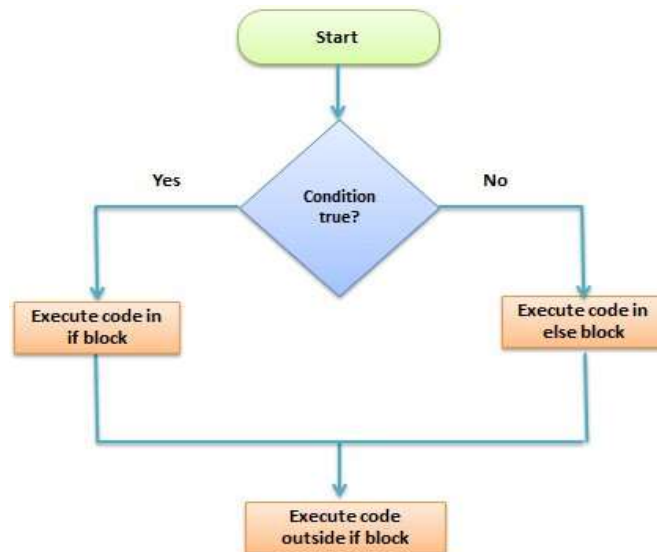 Start
Yes
No
Condition
true?
Execute code in
if block
Execute code in
else block
Execute code
outside if block